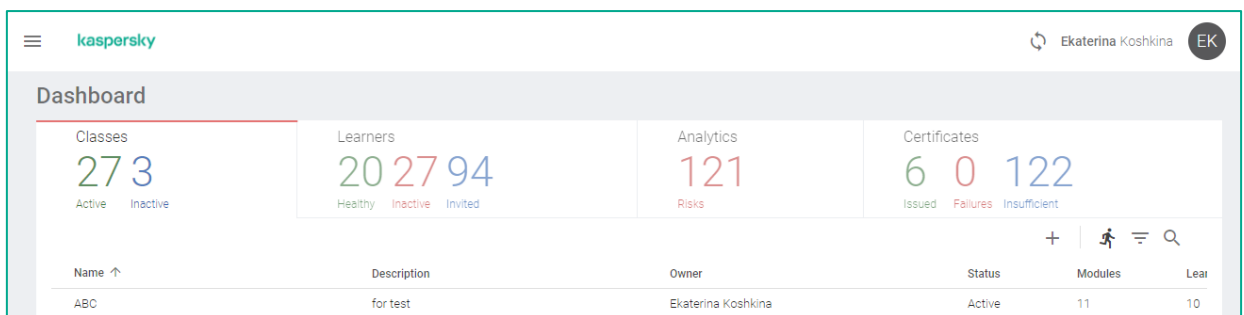 kaspersky
Ekaterina Koshkina EK
Dashboard
Classes
27 3
Active Inactive
Learners
20 27 94
Healthy Inactive Invited
Analytics
121
Risks
Certificates
6 0 122
Issued Failures Insufficient
Name Description Owner Status Modules Lear
ABC for test Ekaterina Koshkina Active 11 10